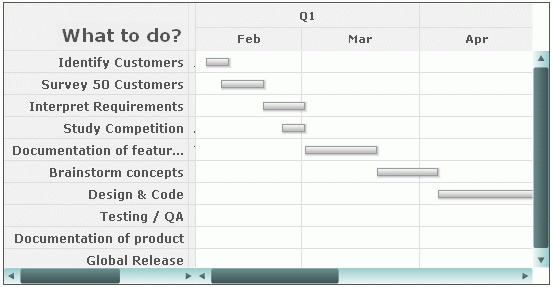 Q1
What to do?
Feb Mar Apr
Identify Customers
Survey 50 Customers
Interpret Requirements
Study Competition
Documentation of featur...
Brainstorm concepts
Design & Code
Testing / QA
Documentation of product
Global Release